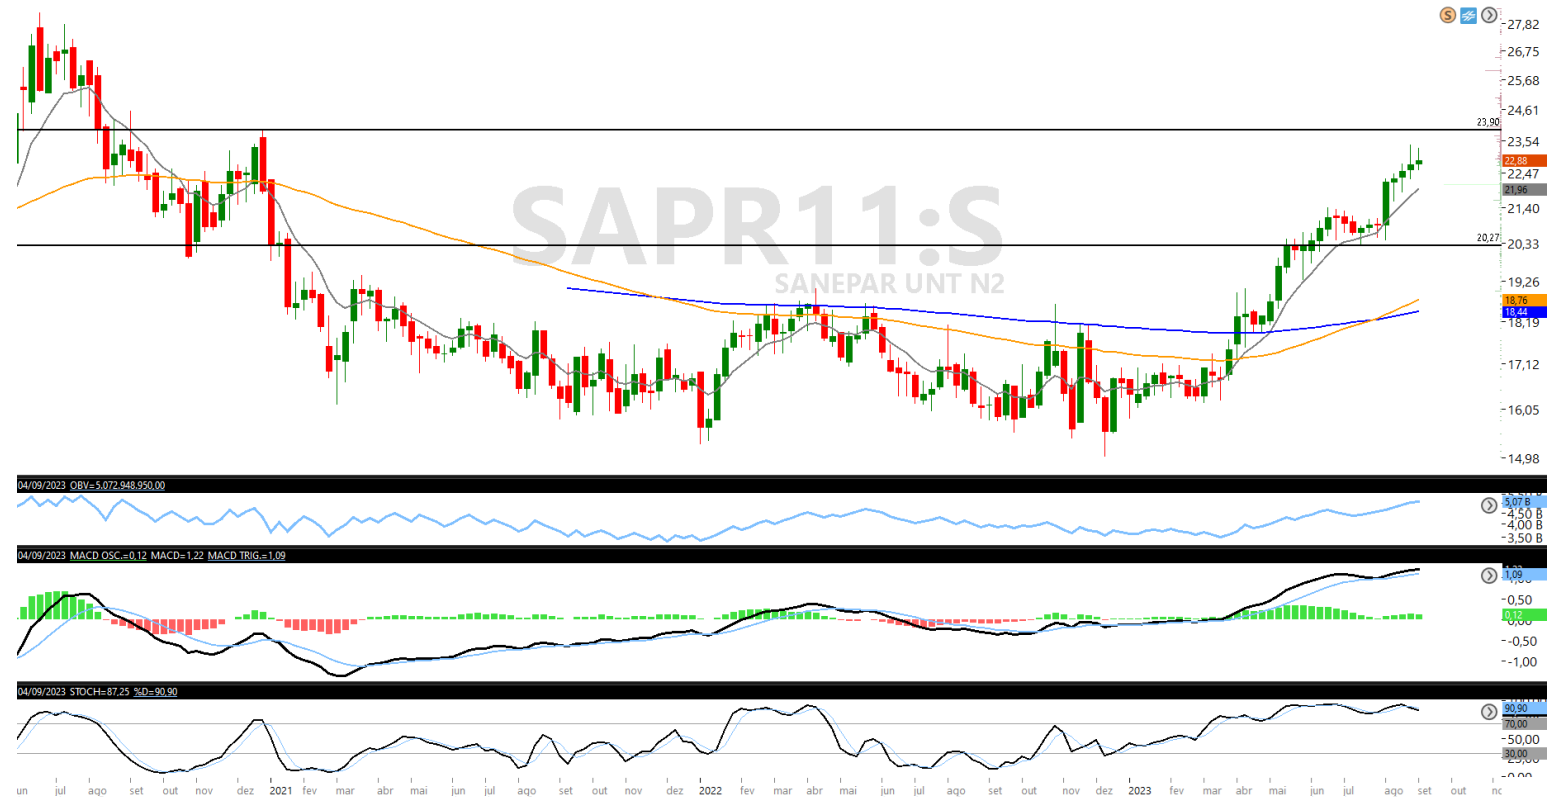 S
27,82
26,75
25,68
24,61
23,90
23,54
22,88
22,47
21,96
21,40
20,27
20,33
19,26
18,76
18,44
18,19
17,12
16,05
14,98
SAPR11:S
SANEPAR UNT N2
04/09/2023 OBV=5,072.948.950,00
5,07 B
4,50 B
4,00 B
3,50 B
04/09/2023 MACD OSC.=0,12 MACD=1,22 MACD TRIG.=1,09
1,09
0,50
0,12
-0,50
-1,00
04/09/2023 STOCH=87,25 %D=90,90
90,90
70,00
50,00
30,00
un jul ago set out nov dez 2021 mar abr mai jun jul ago set out nov dez 2022 fev mar abr mai jun jul ago set out nov dez 2023 fev mar abr mai jun jul ago set out no